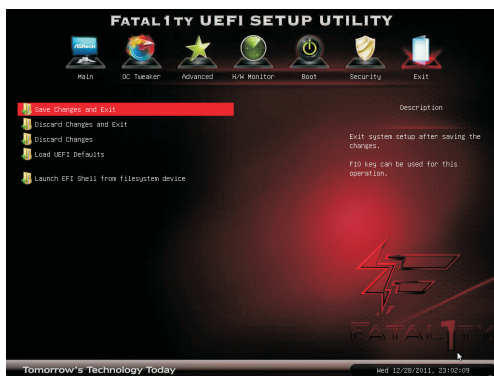 FATAL1TY UEFI SETUP UTILITY
ASRock
Main OC Tweaker Advanced H/W Monitor Boot Security Exit
Save Changes and Exit
Discard Changes and Exit
Discard Changes
Load UEFI Defaults
Launch EFI Shell from filesystem device
Description
Exit system setup after saving the
changes.
F10 key can be used for this
operation.
FATAL1TY
Tomorrow's Technology Today
Wed 12/28/2011, 23:02:09